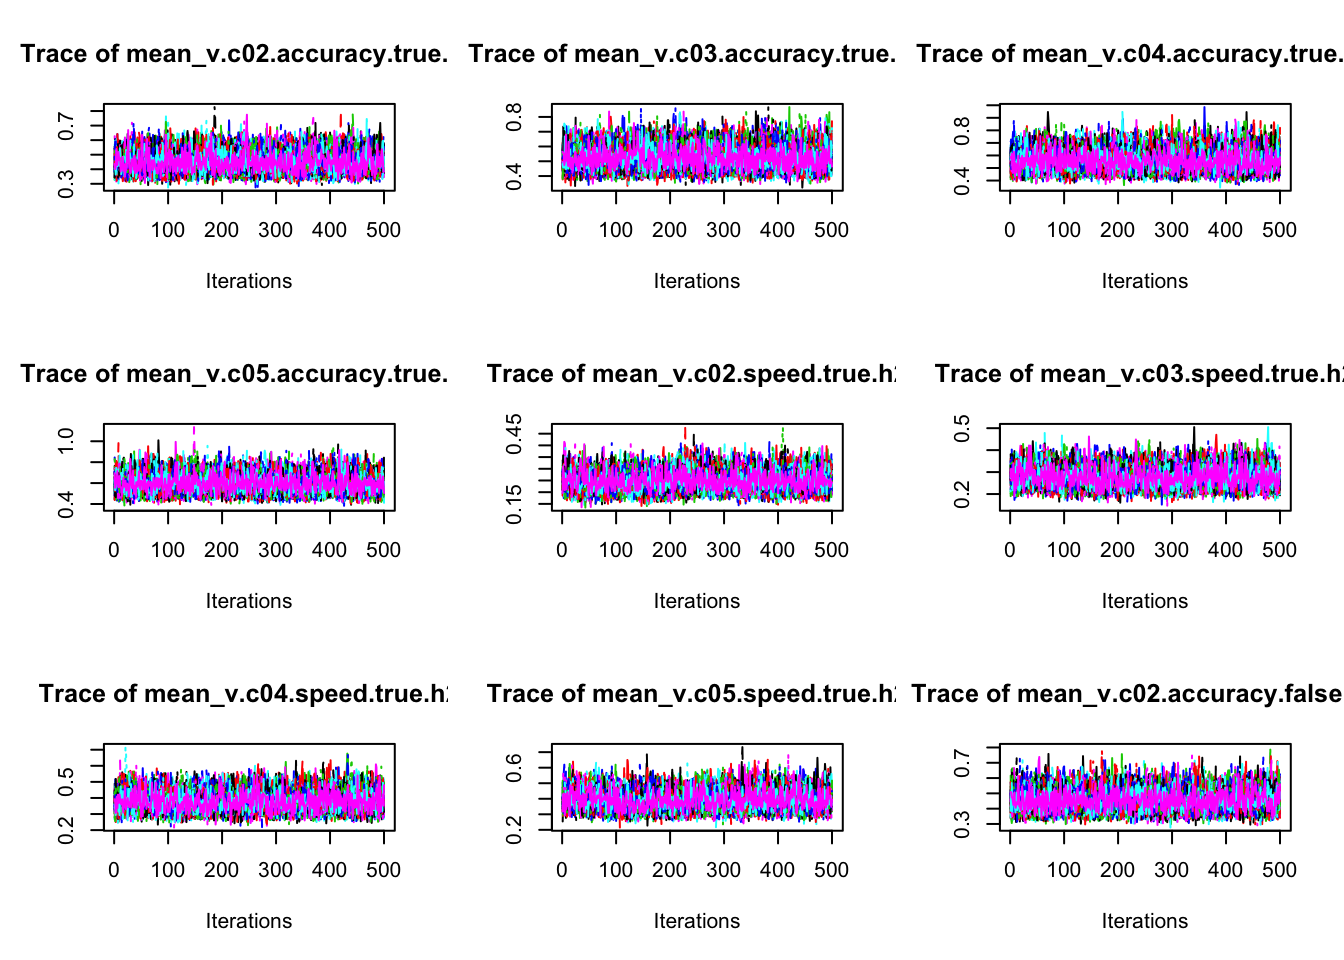 Trace of mean_v.c02.accuracy.true.
0.7
0.3
0 100 200 300 400 500
Iterations
Trace of mean_v.c03.accuracy.true.
0.8
0.4
0 100 200 300 400 500
Iterations
Trace of mean_v.c04.accuracy.true.
0.8
0.4
0 100 200 300 400 500
Iterations
Trace of mean_v.c05.accuracy.true.
1.0
0.4
0 100 200 300 400 500
Iterations
Trace of mean_v.c02.speed.true.h2
0.45
0.15
0 100 200 300 400 500
Iterations
Trace of mean_v.c03.speed.true.h2
0.5
0.2
0 100 200 300 400 500
Iterations
Trace of mean_v.c04.speed.true.h2
0.5
0.2
0 100 200 300 400 500
Iterations
Trace of mean_v.c05.speed.true.h2
0.6
0.2
0 100 200 300 400 500
Iterations
Trace of mean_v.c02.accuracy.false
0.7
0.3
0 100 200 300 400 500
Iterations